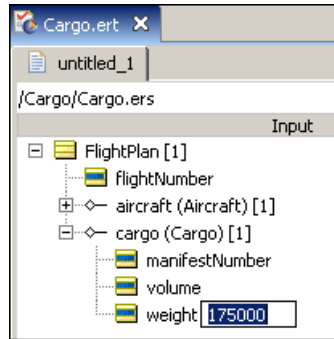 Cargo.ert
untitled_1
/Cargo/Cargo.ers
Input
FlightPlan [1]
flightNumber
aircraft (Aircraft) [1]
cargo (Cargo) [1]
manifestNumber
volume
weight 175000